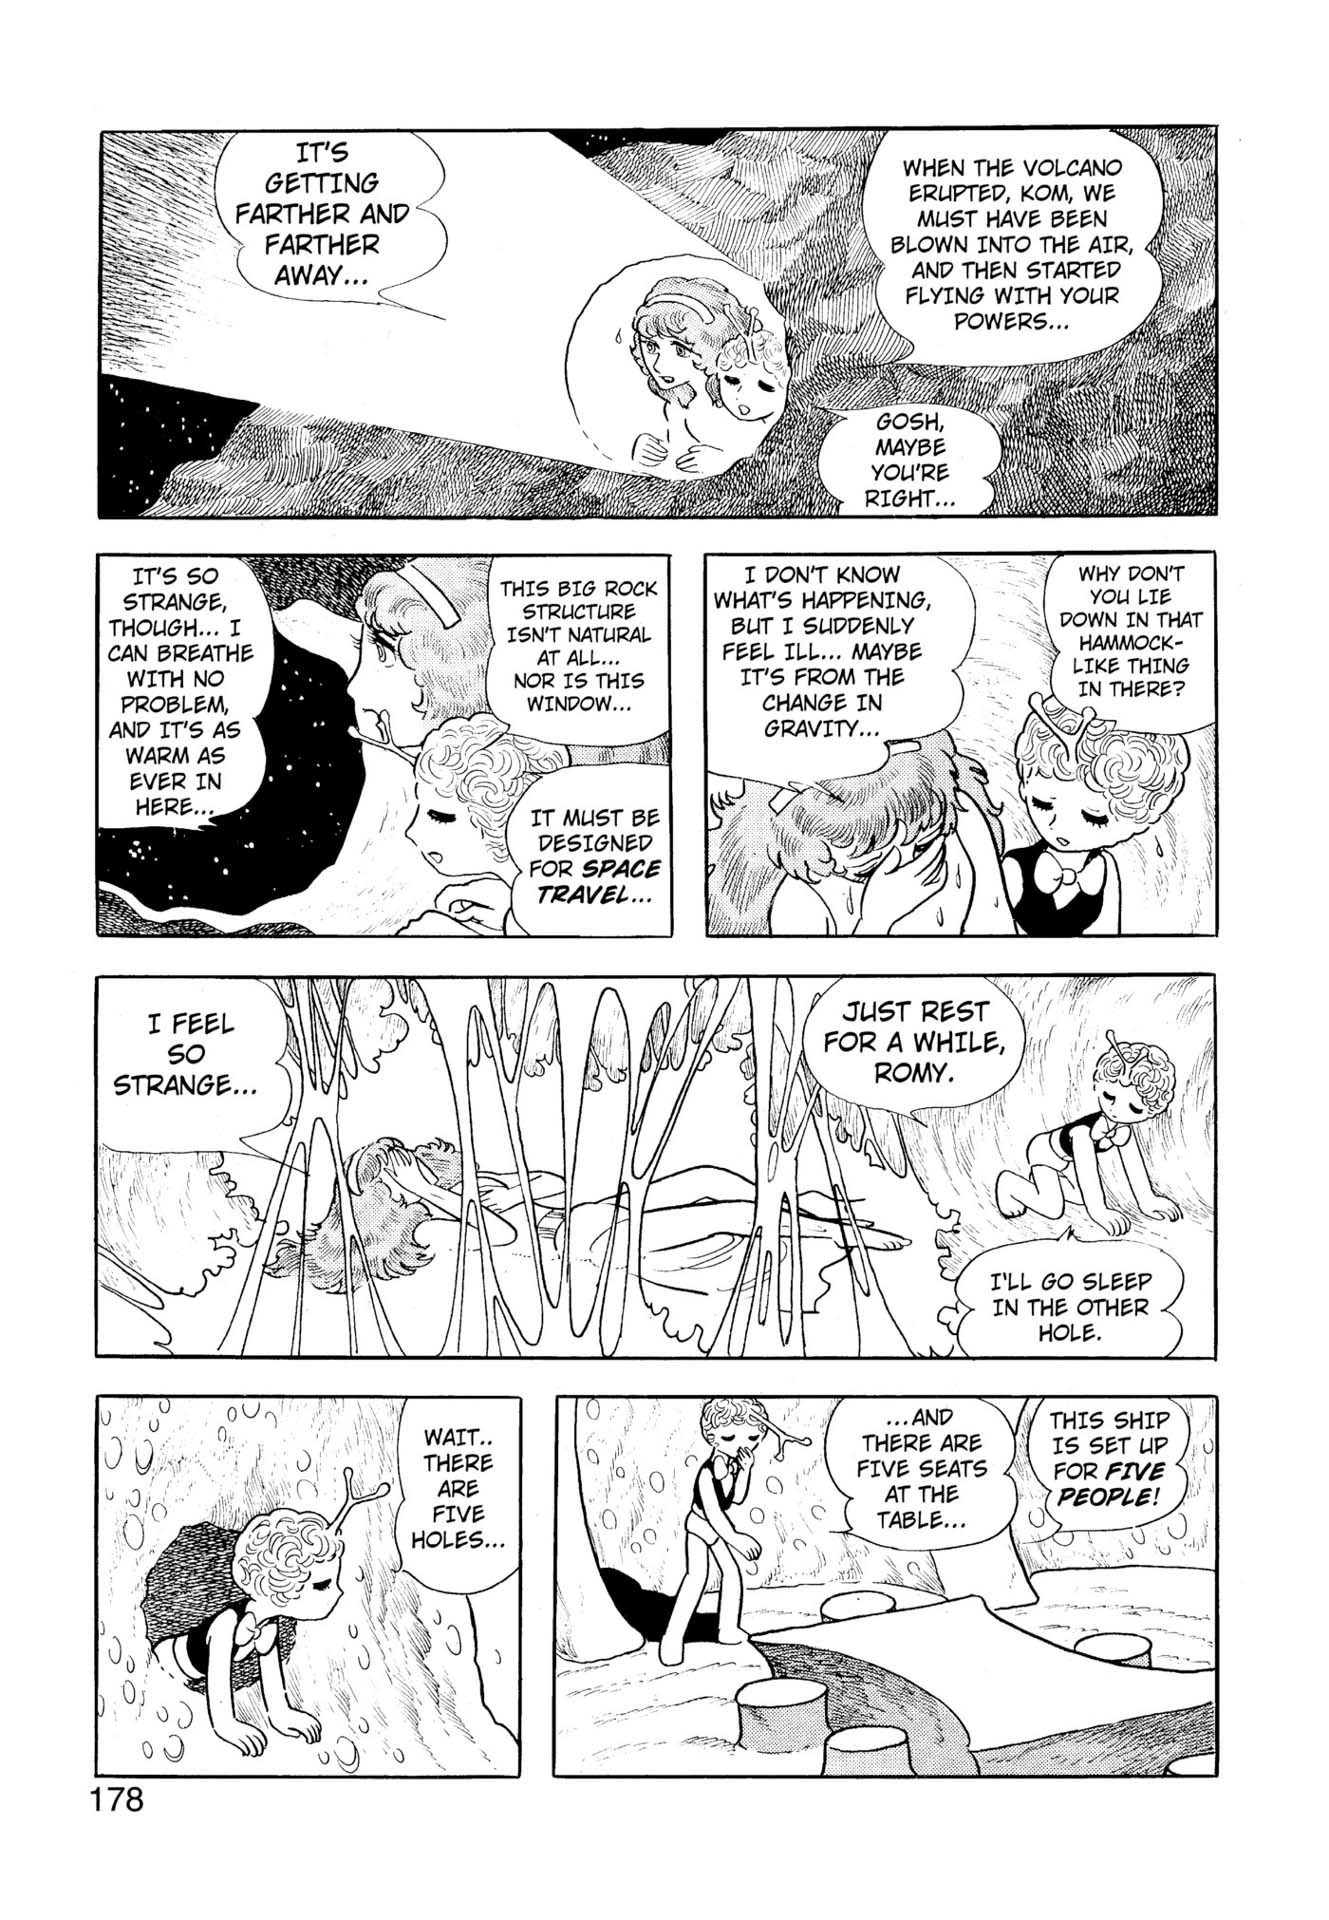 IT'S
GETTING
FARTHER AND
FARTHER
AWAY...
WHEN THE VOLCANO
ERUPTED, KOM, WE
MUST HAVE BEEN
BLOWN INTO THE AIR,
AND THEN STARTED
FLYING WITH YOUR
POWERS...
GOSH,
MAYBE
YOU'RE
RIGHT...
IT'S SO
STRANGE,
THOUGH... I
CAN BREATHE
WITH NO
PROBLEM,
AND IT'S AS
WARM AS
EVER IN
HERE...
THIS BIG ROCK
STRUCTURE
ISN'T NATURAL
AT ALL...
NOR IS THIS
WINDOW...
IT MUST BE
DESIGNED
FOR SPACE
TRAVEL...
I DON'T KNOW
WHAT'S HAPPENING,
BUT I SUDDENLY
FEEL ILL... MAYBE
IT'S FROM THE
CHANGE IN
GRAVITY...
WHY DON'T
YOU LIE
DOWN IN THAT
HAMMOCK-
LIKE THING
IN THERE?
I FEEL
SO
STRANGE...
JUST REST
FOR A WHILE,
ROMY.
I'LL GO SLEEP
IN THE OTHER
HOLE.
WAIT..
THERE
ARE
FIVE
HOLES...
...AND
THERE ARE
FIVE SEATS
AT THE
TABLE...
THIS SHIP
IS SET UP
FOR FIVE
PEOPLE!
178